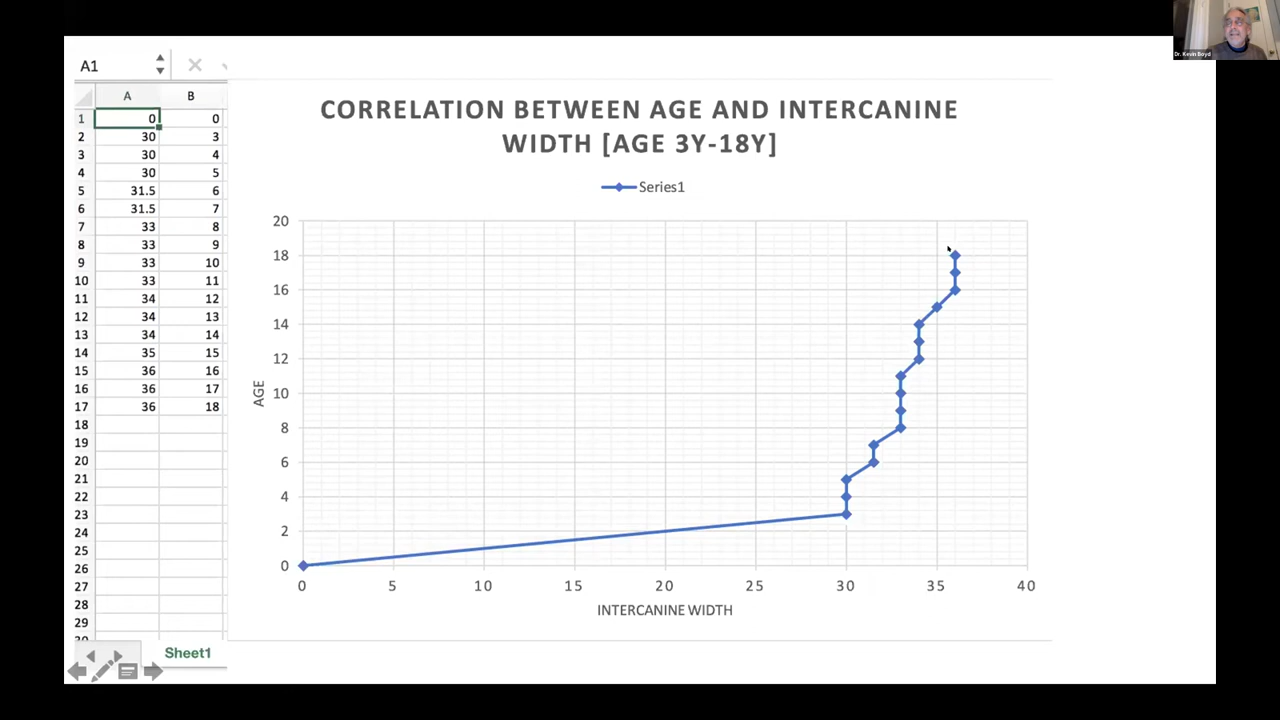 Dr. Kevin Boyd
A1
A B
CORRELATION BETWEEN AGE AND INTERCANINE
WIDTH [AGE 3Y-18Y]
Series1
1 0 0
2 30 3
3 30 4
4 30 5
5 31.5 6
6 31.5 7
7 33 8
8 33 9
9 33 10
10 33 11
11 34 12
12 34 13
13 34 14
14 35 15
15 36 16
16 36 17
17 36 18
18
19
20
21
22
23
24
25
26
27
28
29
30
20
18
16
14
12
10
8
6
4
2
0
AGE
0 5 10 15 20 25 30 35 40
INTERCANINE WIDTH
Sheet1